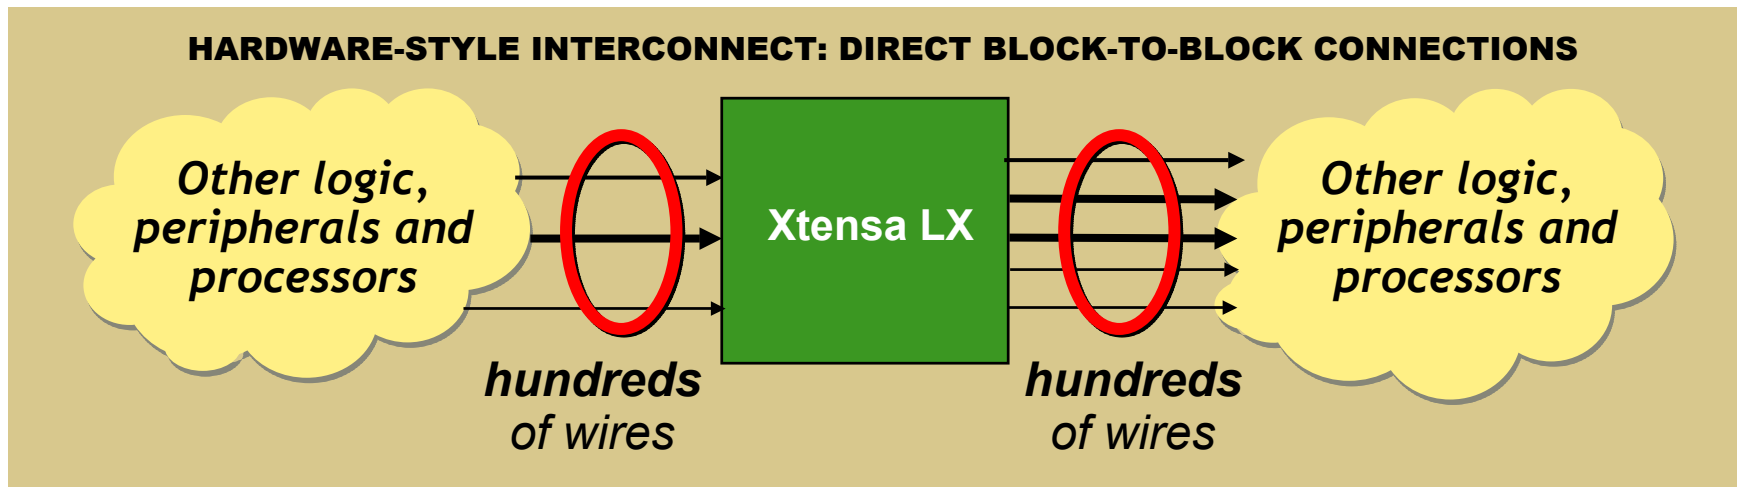 HARDWARE-STYLE INTERCONNECT: DIRECT BLOCK-TO-BLOCK CONNECTIONS
Other logic,
peripherals and
processors
Xtensa LX
Other logic,
peripherals and
processors
hundreds
of wires
hundreds
of wires